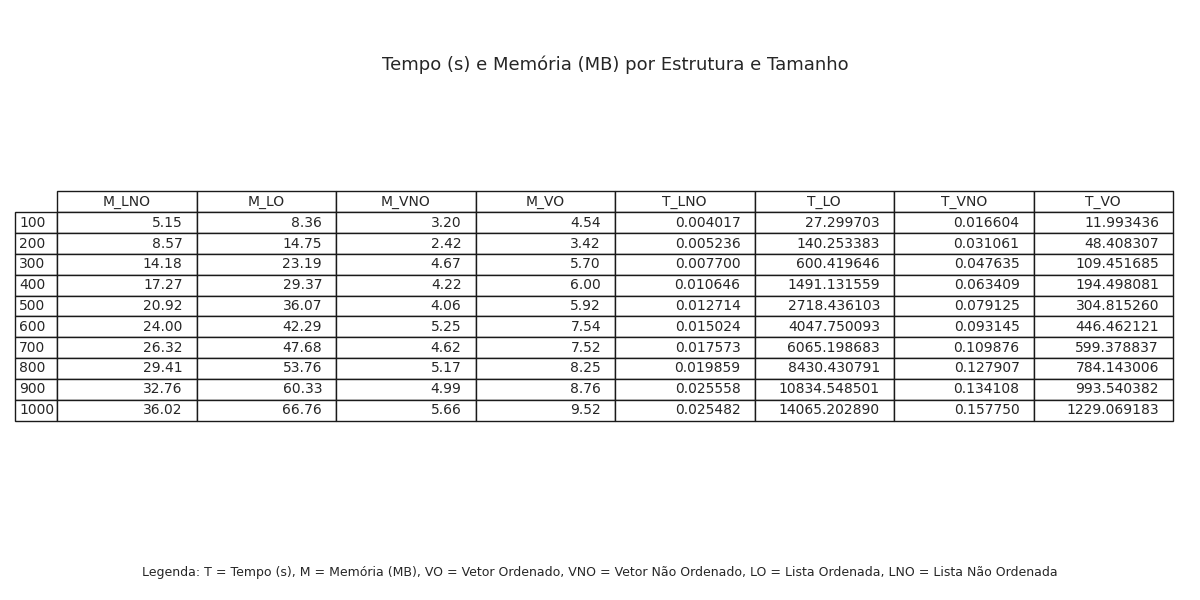 Tempo (s) e Memória (MB) por Estrutura e Tamanho
M_LNO M_LO M_VNO M_VO T_LNO T_LO T_VNO T_VO
100 5.15 8.36 3.20 4.54 0.004017 27.299703 0.016604 11.993436
200 8.57 14.75 2.42 3.42 0.005236 140.253383 0.031061 48.408307
300 14.18 23.19 4.67 5.70 0.007700 600.419646 0.047635 109.451685
400 17.27 29.37 4.22 6.00 0.010646 1491.131559 0.063409 194.498081
500 20.92 36.07 4.06 5.92 0.012714 2718.436103 0.079125 304.815260
600 24.00 42.29 5.25 7.54 0.015024 4047.750093 0.093145 446.462121
700 26.32 47.68 4.62 7.52 0.017573 6065.198683 0.109876 599.378837
800 29.41 53.76 5.17 8.25 0.019859 8430.430791 0.127907 784.143006
900 32.76 60.33 4.99 8.76 0.025558 10834.548501 0.134108 993.540382
1000 36.02 66.76 5.66 9.52 0.025482 14065.202890 0.157750 1229.069183
Legenda: T = Tempo (s), M = Memória (MB), VO = Vetor Ordenado, VNO = Vetor Não Ordenado, LO = Lista Ordenada, LNO = Lista Não Ordenada